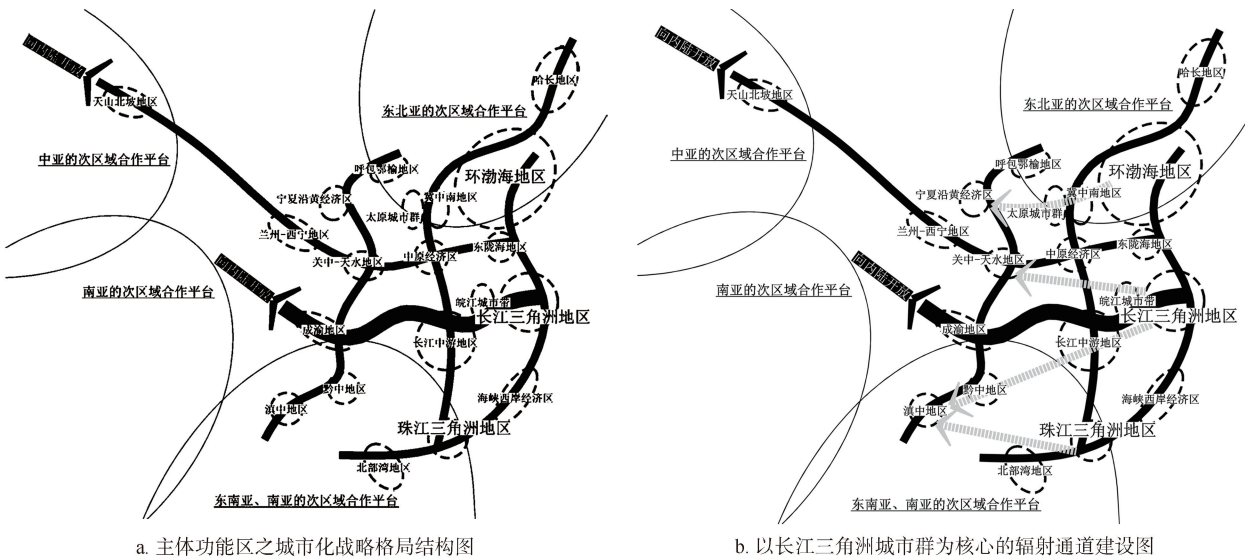 向内陆开放
天山北坡地区
哈长地区
东北亚的次区域合作平台
中亚的次区域合作平台
呼包鄂榆地区
环渤海地区
宁夏沿黄经济区
冀中南地区
太原城市群
兰州-西宁地区
关中-天水地区
中原经济区
东陇海地区
向内陆开放
南亚的次区域合作平台
皖江城市带
长江三角洲地区
成渝地区
长江中游地区
黔中地区
海峡西岸经济区
滇中地区
珠江三角洲地区
北部湾地区
东南亚、南亚的次区域合作平台
a. 主体功能区之城市化战略格局结构图
向内陆开放
天山北坡地区
哈长地区
东北亚的次区域合作平台
中亚的次区域合作平台
呼包鄂榆地区
环渤海地区
宁夏沿黄经济区
冀中南地区
太原城市群
兰州-西宁地区
关中-天水地区
中原经济区
东陇海地区
向内陆开放
南亚的次区域合作平台
皖江城市带
长江三角洲地区
成渝地区
长江中游地区
黔中地区
海峡西岸经济区
滇中地区
珠江三角洲地区
北部湾地区
东南亚、南亚的次区域合作平台
b. 以长江三角洲城市群为核心的辐射通道建设图